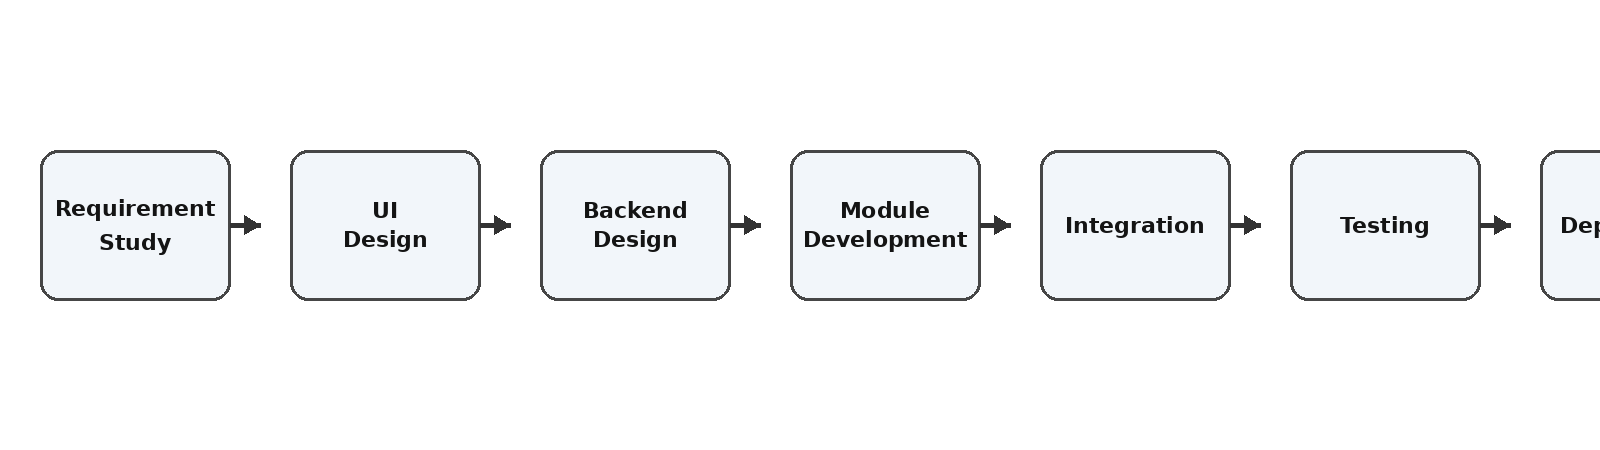 Requirement
Study
UI
Design
Backend
Design
Module
Development
Integration
Testing